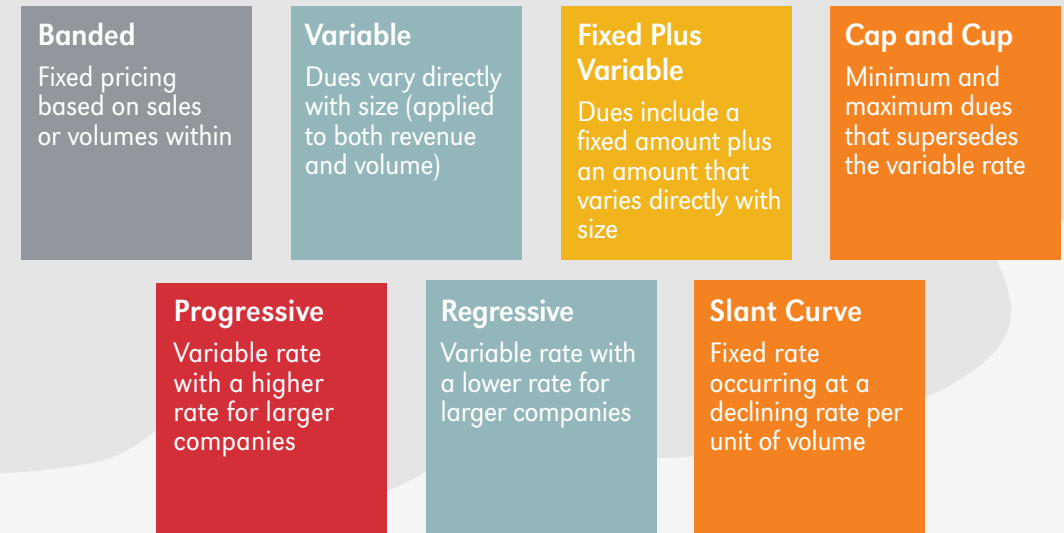 Banded
Fixed pricing
based on sales
or volumes within
Variable
Dues vary directly
with size (applied
to both revenue
and volume)
Fixed Plus
Variable
Dues include a
fixed amount plus
an amount that
varies directly with
size
Cap and Cup
Minimum and
maximum dues
that supersedes
the variable rate
Progressive
Variable rate
with a higher
rate for larger
companies
Regressive
Variable rate with
a lower rate for
larger companies
Slant Curve
Fixed rate
occurring at a
declining rate per
unit of volume